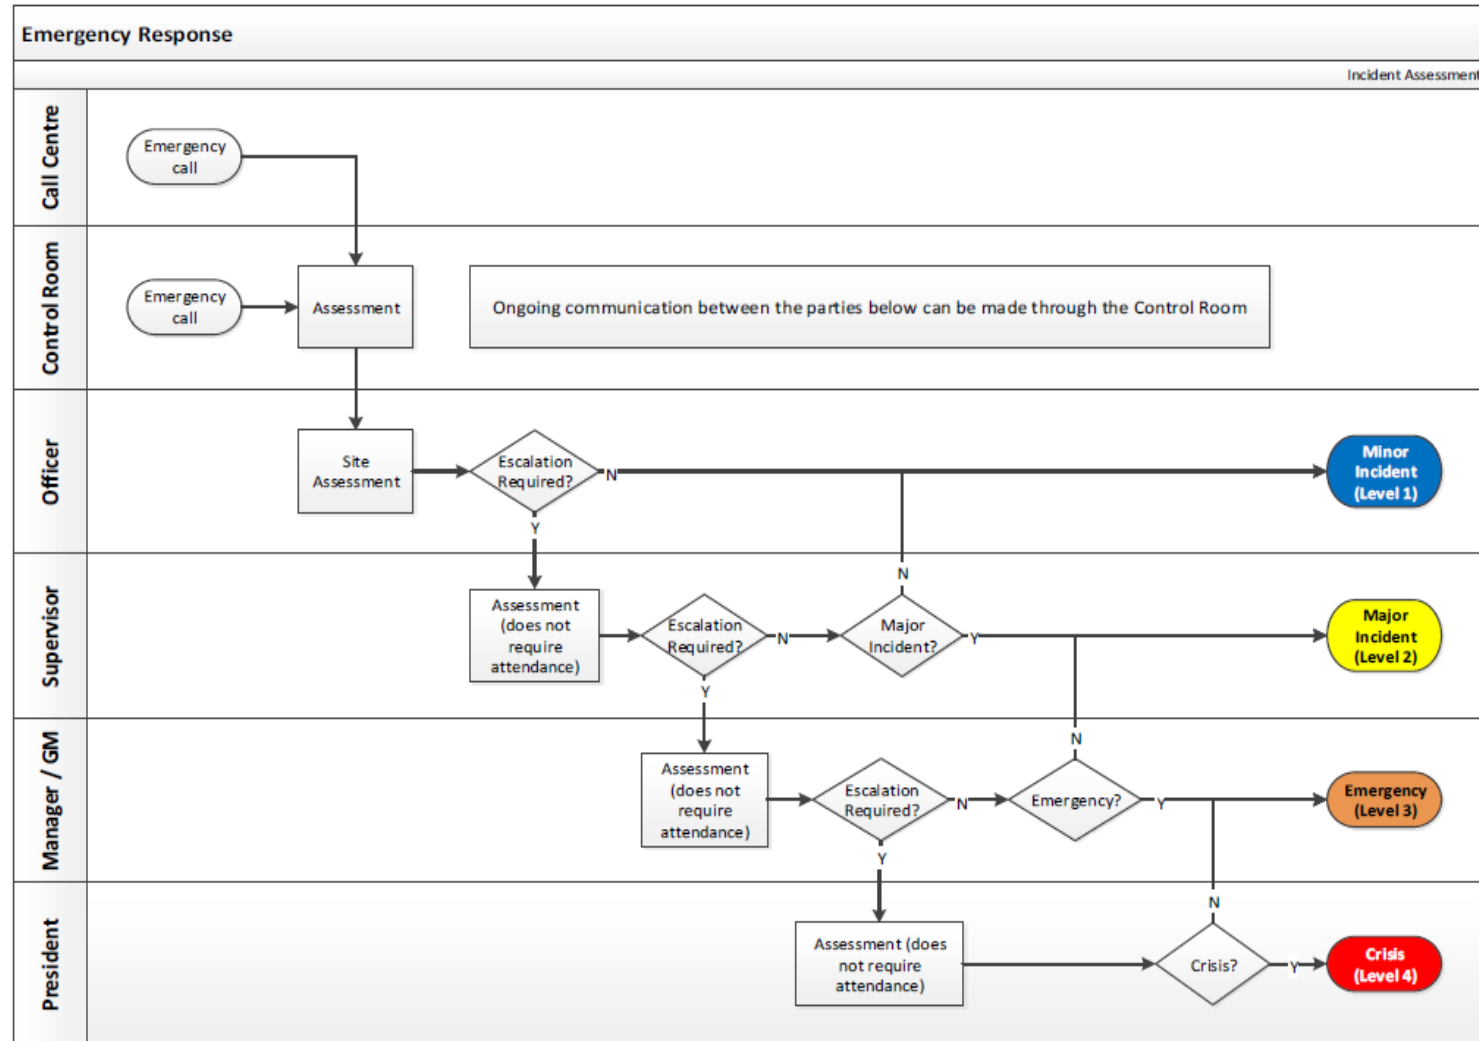 Emergency Response
Incident Assessment
Call Centre
Emergency
call
Control Room
Emergency
call
Assessment
Ongoing communication between the parties below can be made through the Control Room
Officer
Site
Assessment
Escalation
Required?
N
Y
Minor
Incident
(Level 1)
Supervisor
Assessment
(does not
require
attendance)
Escalation
Required?
N
Y
N
Major
Incident?
Y
Major
Incident
(Level 2)
Manager / GM
Assessment
(does not
require
attendance)
Escalation
Required?
N
Y
N
Emergency?
Y
Emergency
(Level 3)
President
Assessment (does
not require
attendance)
N
Crisis?
Y
Crisis
(Level 4)